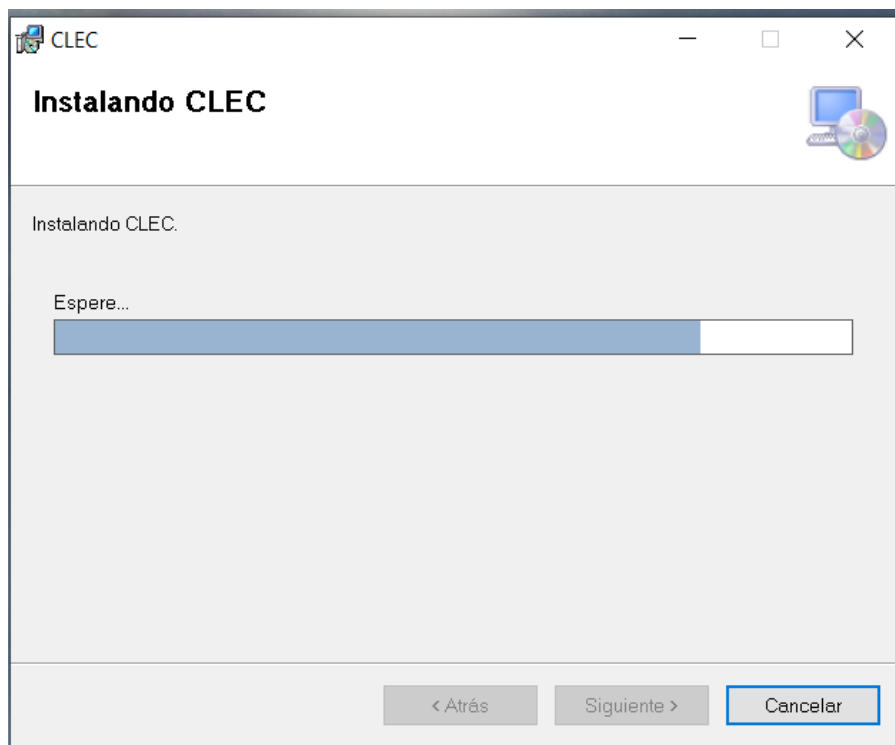 CLEC
Instalando CLEC
Instalando CLEC.
Espere...
< Atrás
Siguiente >
Cancelar